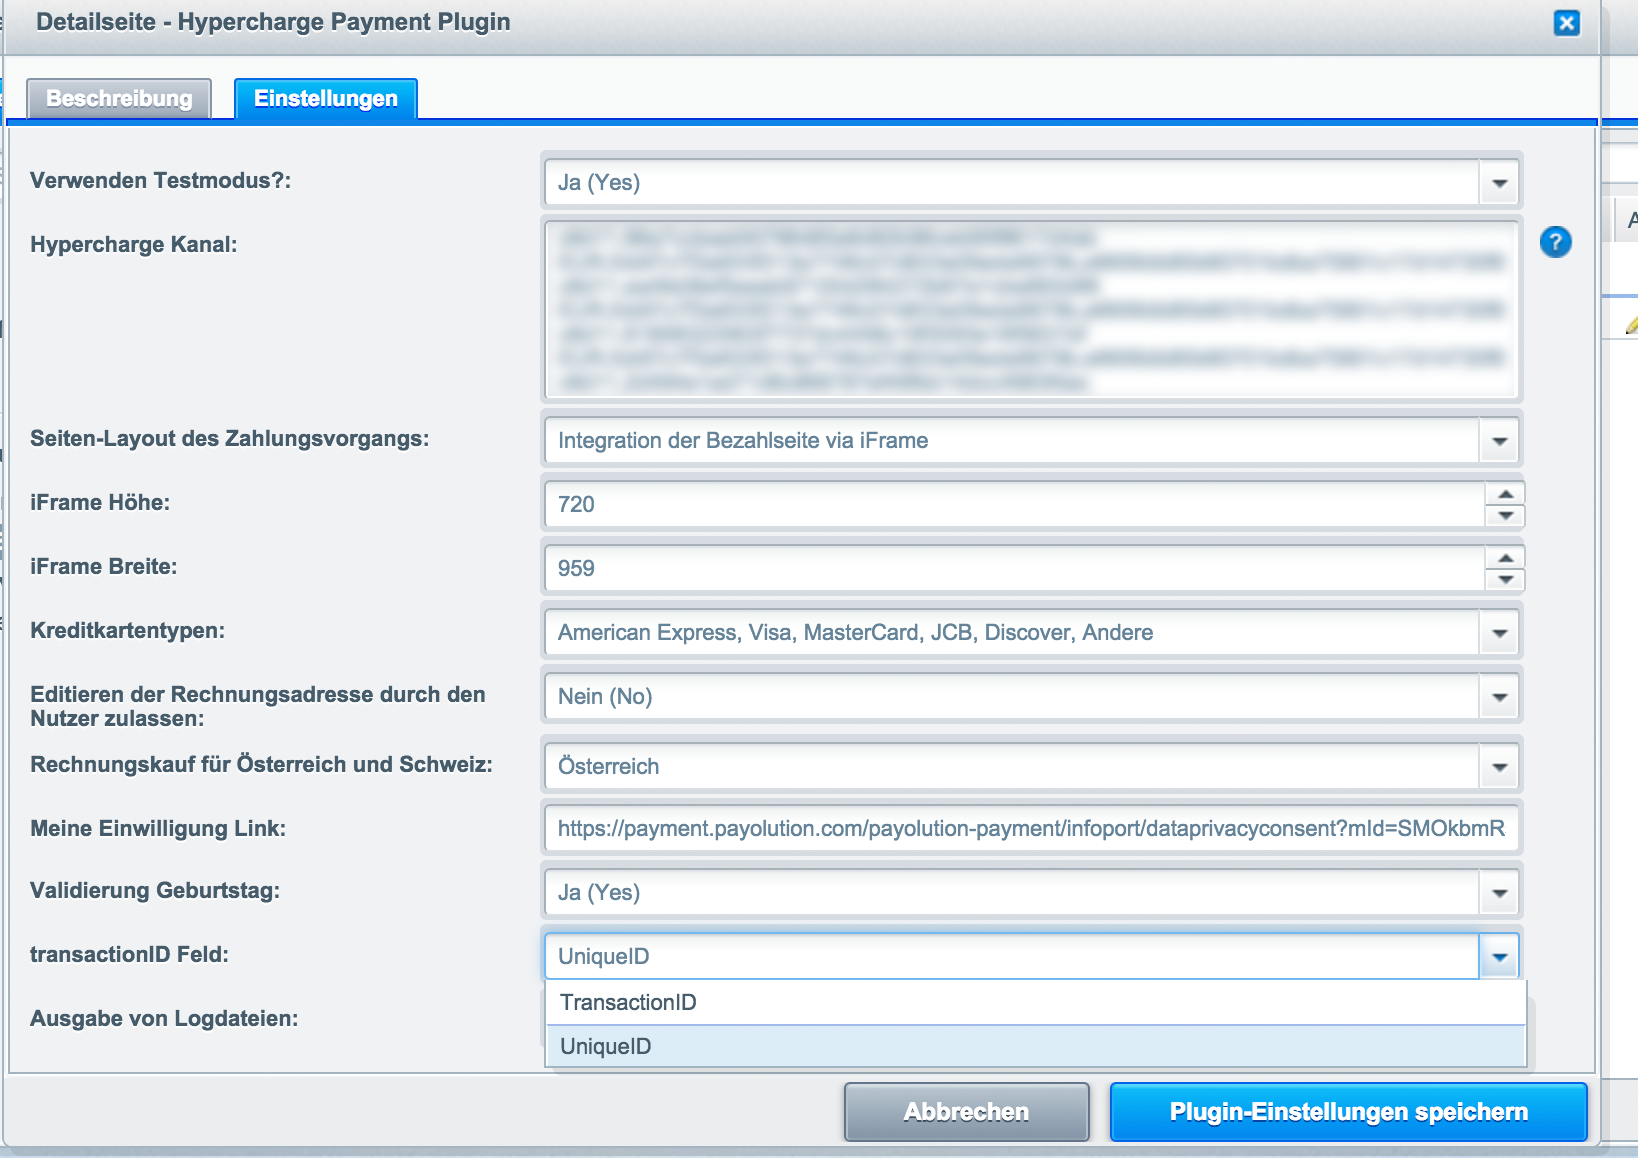 Detailseite - Hypercharge Payment Plugin
Beschreibung
Einstellungen
Verwenden Testmodus?:
Ja (Yes)
Hypercharge Kanal:
?
Seiten-Layout des Zahlungsvorgangs:
Integration der Bezahlseite via iFrame
iFrame Höhe:
720
iFrame Breite:
959
Kreditkartentypen:
American Express, Visa, MasterCard, JCB, Discover, Andere
Editieren der Rechnungsadresse durch den
Nutzer zulassen:
Nein (No)
Rechnungskauf für Österreich und Schweiz:
Österreich
Meine Einwilligung Link:
https://payment.payolution.com/payolution-payment/infoport/dataprivacyconsent?mId=SMOkbmR
Validierung Geburtstag:
Ja (Yes)
transactionID Feld:
UniqueID
TransactionID
UniqueID
Ausgabe von Logdateien:
Abbrechen
Plugin-Einstellungen speichern